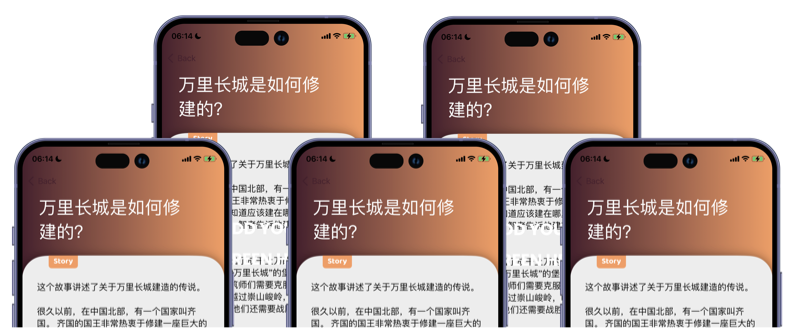 06:14
Back
万里长城是如何修
建的?
Story
06:14
Back
万里长城是如何修
建的?
Story
06:14
Back
万里长城是如何修
建的?
Story
这个故事讲述了关于万里长城建造的传说。
很久以前,在中国北部,有一个国家叫齐
国。 齐国的国王非常热衷于修建一座巨大的
06:14
Back
万里长城是如何修
建的?
Story
这个故事讲述了关于万里长城建造的传说。
很久以前,在中国北部,有一个国家叫齐
国。 齐国的国王非常热衷于修建一座巨大的
06:14
Back
万里长城是如何修
建的?
Story
这个故事讲述了关于万里长城建造的传说。
很久以前,在中国北部,有一个国家叫齐
国。 齐国的国王非常热衷于修建一座巨大的